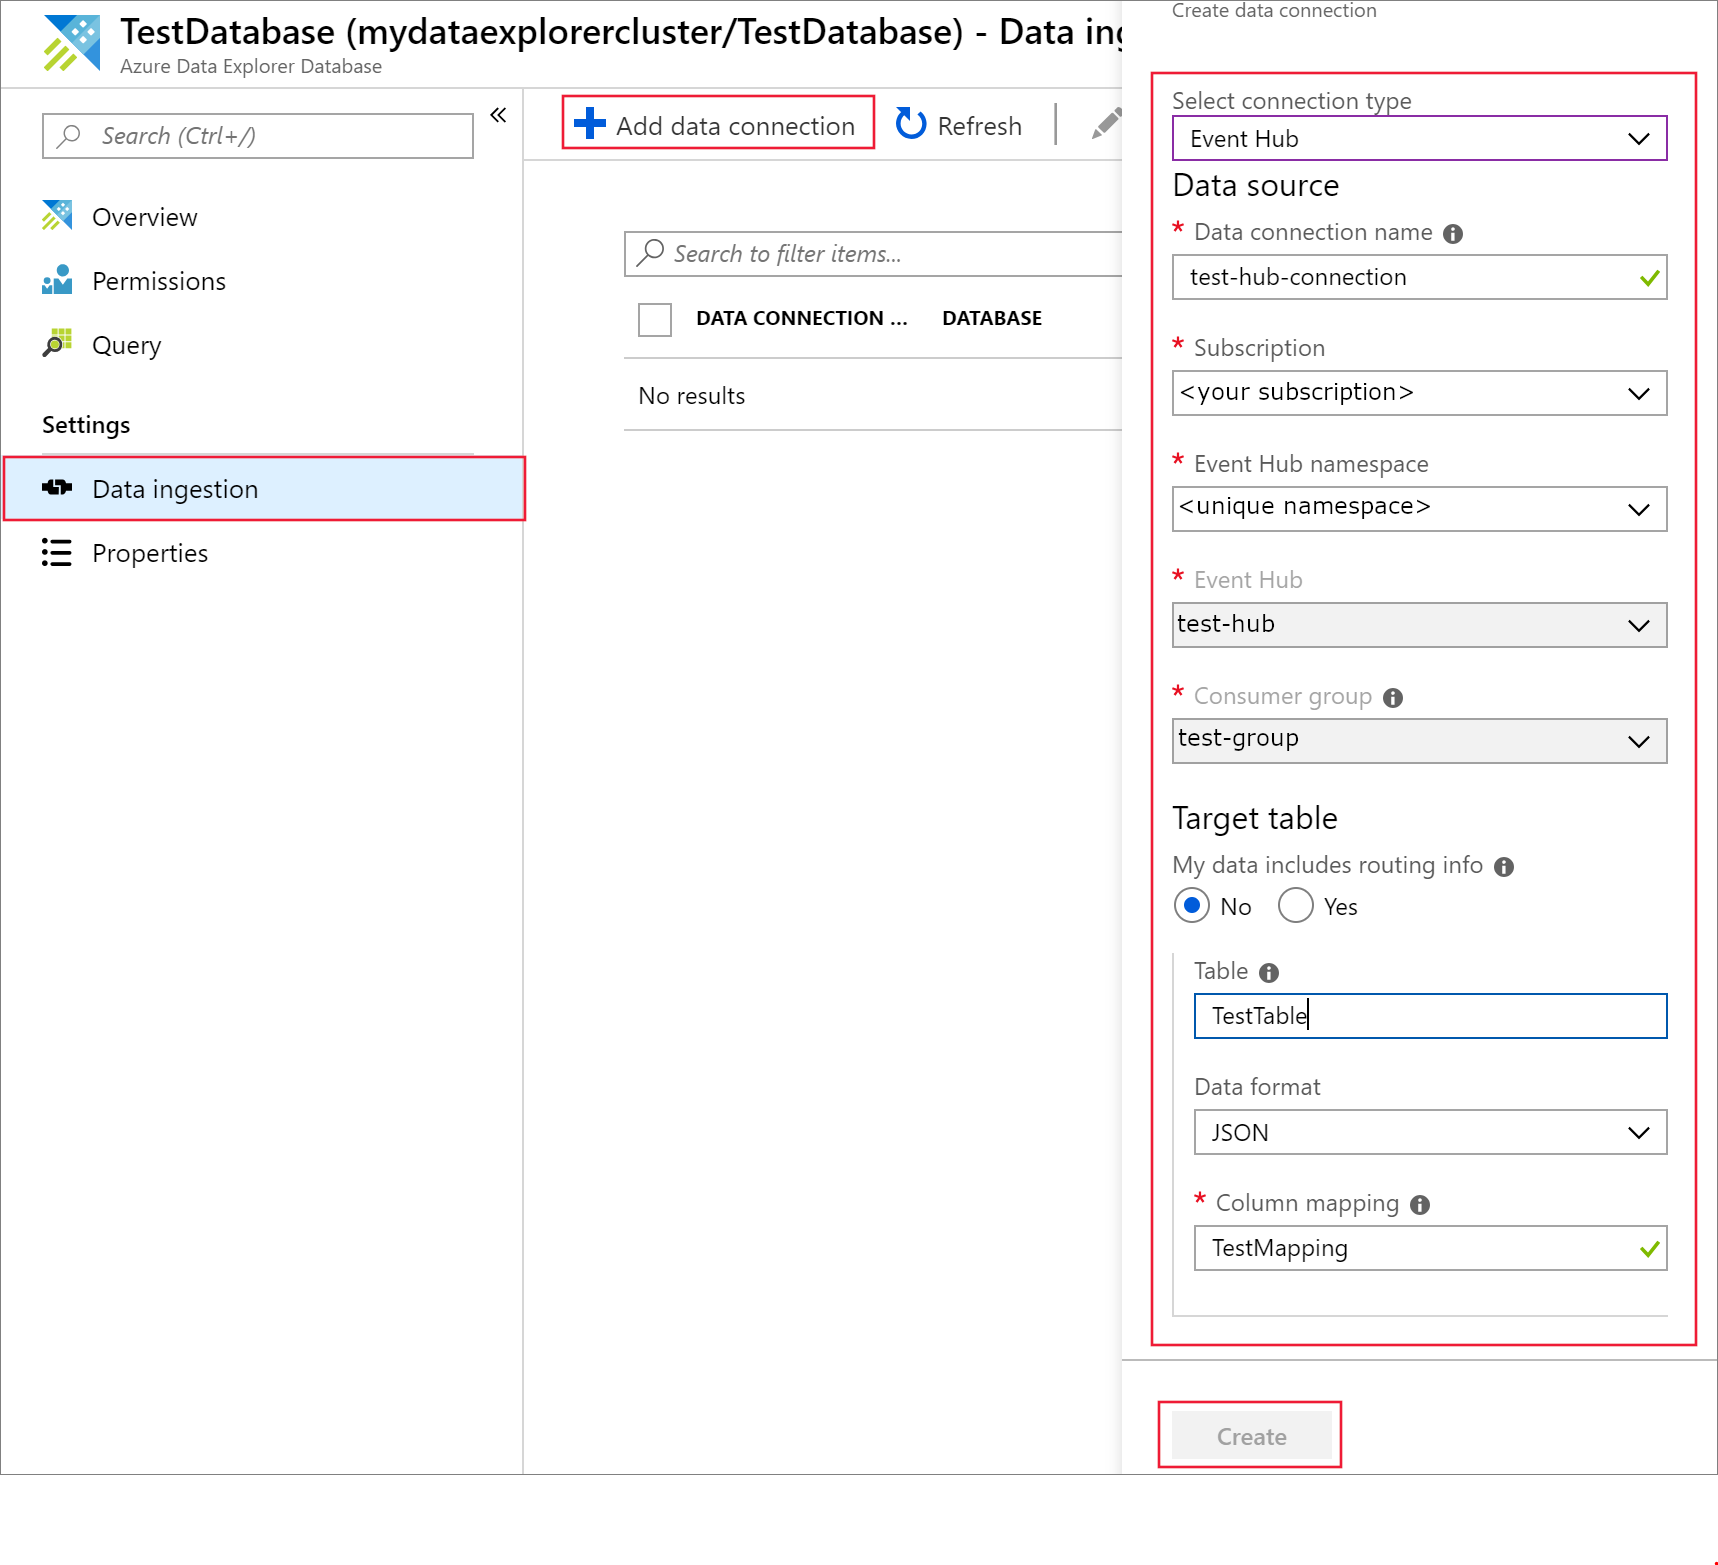 TestDatabase (mydataexplorercluster/TestDatabase) - Data ing
Azure Data Explorer Database
Search (Ctrl+/)
Overview
Permissions
Query
Settings
Data ingestion
Properties
Add data connection
Refresh
Search to filter items...
DATA CONNECTION ... DATABASE
No results
Create data connection
Select connection type
Event Hub
Data source
* Data connection name
test-hub-connection
* Subscription
<your subscription>
* Event Hub namespace
<unique namespace>
* Event Hub
test-hub
* Consumer group
test-group
Target table
My data includes routing info
No Yes
Table
TestTable
Data format
JSON
* Column mapping
TestMapping
Create